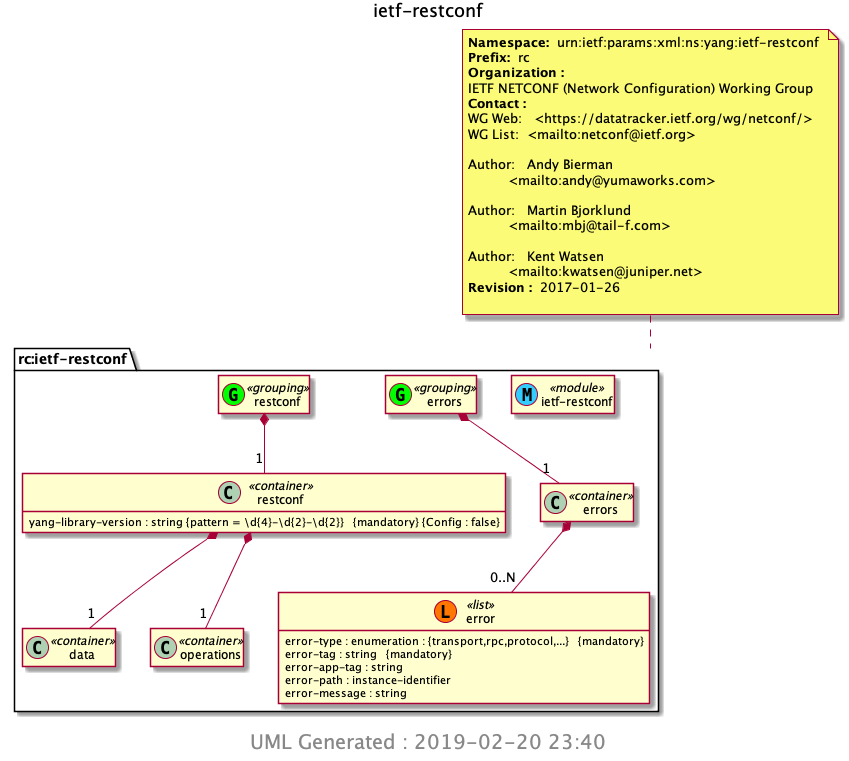 ietf-restconf
Namespace: urn:ietf:params:xml:ns:yang:ietf-restconf
Prefix: rc
Organization :
IETF NETCONF (Network Configuration) Working Group
Contact :
WG Web: <https://datatracker.ietf.org/wg/netconf/>
WG List: <mailto:netconf@ietf.org>
Author: Andy Bierman
<mailto:andy@yumaworks.com>
Author: Martin Bjorklund
<mailto:mbj@tail-f.com>
Author: Kent Watsen
<mailto:kwatsen@juniper.net>
Revision : 2017-01-26
rc:ietf-restconf
G «grouping»
restconf
G «grouping»
errors
M «module»
ietf-restconf
1
1
C «container»
restconf
yang-library-version : string {pattern = \d{4}-\d{2}-\d{2}} {mandatory} {Config : false}
C «container»
errors
1
1
0..N
C «container»
data
C «container»
operations
L «list»
error
error-type : enumeration : {transport,rpc,protocol,...} {mandatory}
error-tag : string {mandatory}
error-app-tag : string
error-path : instance-identifier
error-message : string
UML Generated : 2019-02-20 23:40